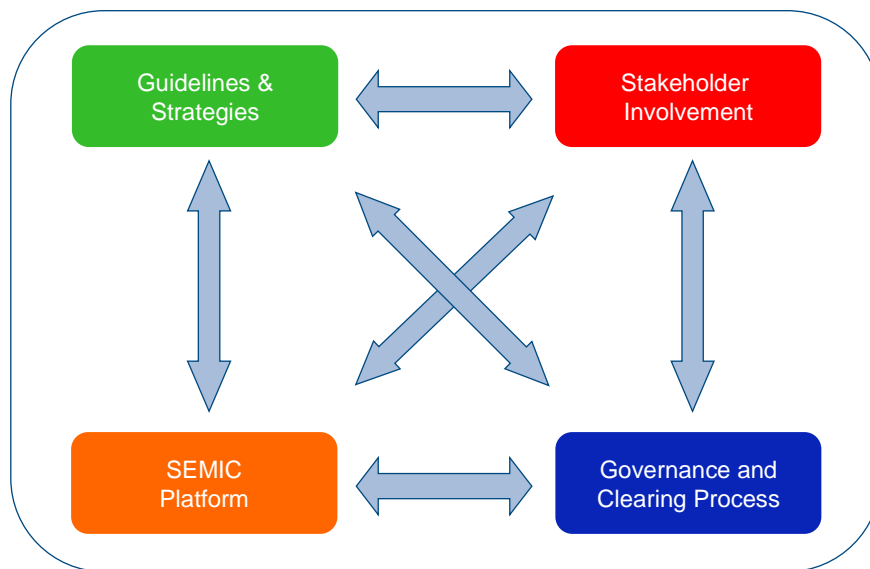 Guidelines &
Strategies
Stakeholder
Involvement
SEMIC
Platform
Governance and
Clearing Process